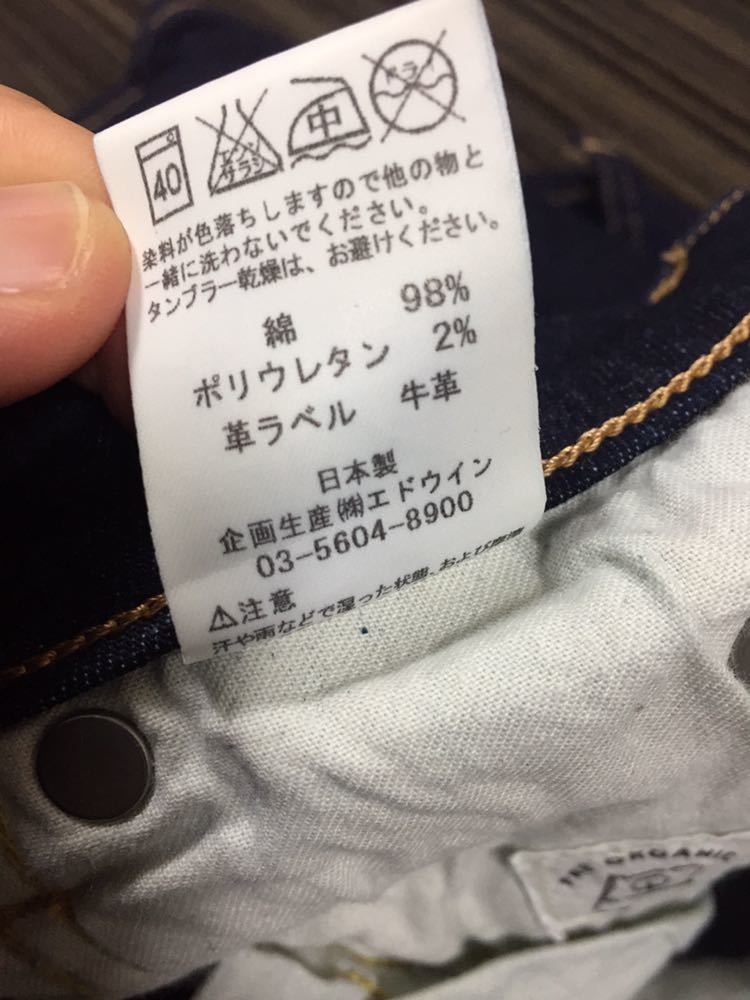 40
エンソ
サラシ
中
ドライ
染料が色落ちしますので他の物と
一緒に洗わないでください。
タンブラー乾燥は、お避けください。
綿 98%
ポリウレタン 2%
革ラベル 牛革
日本製
企画生産㈱エドウイン
03-5604-8900
⚠注意
汗や雨などで湿った状態、および摩擦
ORGANIC